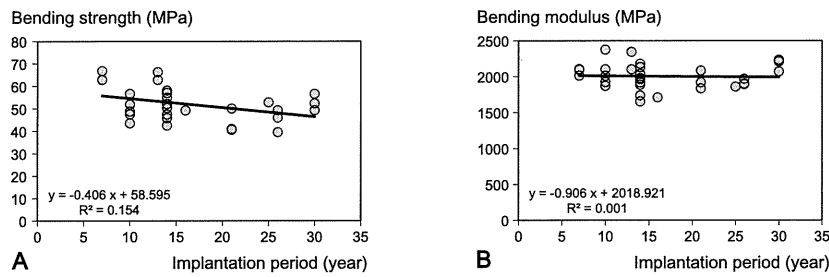 Bending strength (MPa)
80
70
60
50
40
30
20
10
0
y = -0.406 x + 58.595
R² = 0.154
0 5 10 15 20 25 30 35
A
Implantation period (year)
Bending modulus (MPa)
2500
2000
1500
1000
500
0
y = -0.906 x + 2018.921
R² = 0.001
0 5 10 15 20 25 30 35
B
Implantation period (year)